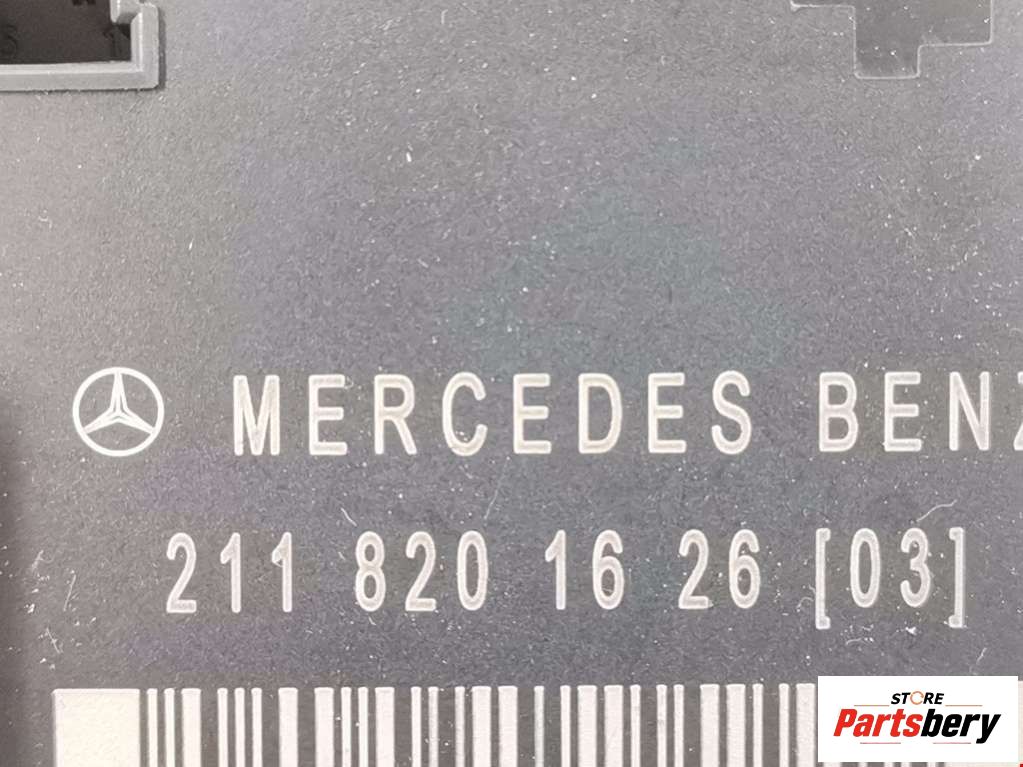 MERCEDES BENZ
211 820 16 26 [03]
STORE
Partsbery